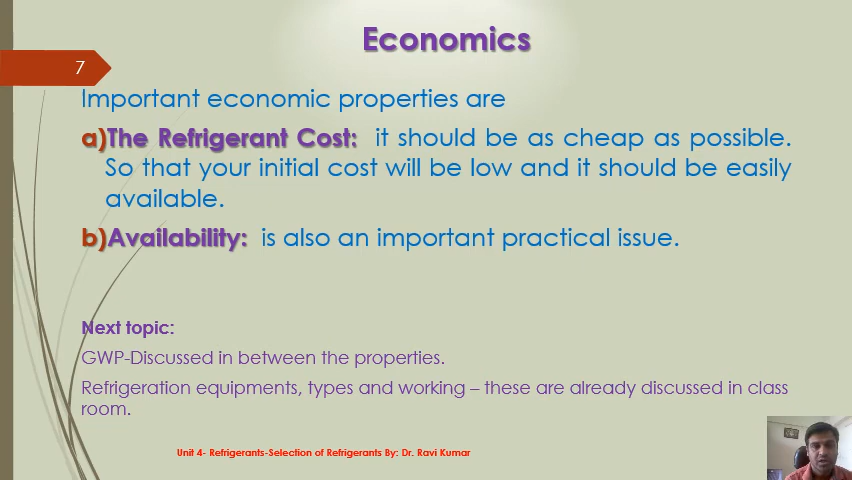 Economics
7
Important economic properties are
a)The Refrigerant Cost: it should be as cheap as possible.
So that your initial cost will be low and it should be easily
available.
b)Availability: is also an important practical issue.
Next topic:
GWP-Discussed in between the properties.
Refrigeration equipments, types and working – these are already discussed in class
room.
Unit 4- Refrigerants-Selection of Refrigerants By: Dr. Ravi Kumar